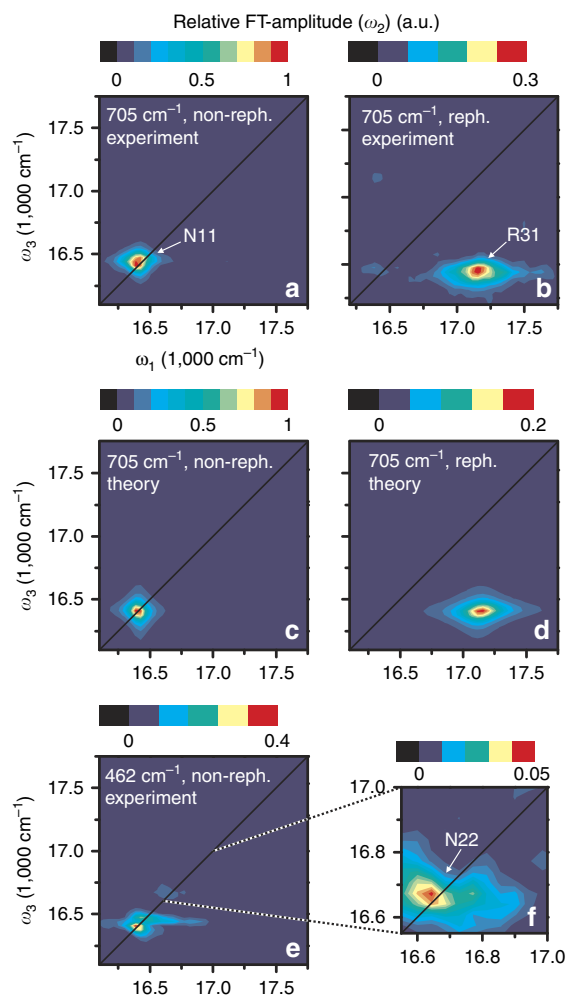 Relative FT-amplitude (ω₂) (a.u.)
0 0.5 1
0 0.3
17.5
17.0
16.5
ω₃ (1,000 cm⁻¹)
705 cm⁻¹, non-reph.
experiment
N11
a
16.5 17.0 17.5
ω₁ (1,000 cm⁻¹)
705 cm⁻¹, reph.
experiment
R31
b
16.5 17.0 17.5
0 0.5 1
0 0.2
17.5
17.0
16.5
ω₃ (1,000 cm⁻¹)
705 cm⁻¹, non-reph.
theory
c
16.5 17.0 17.5
705 cm⁻¹, reph.
theory
d
16.5 17.0 17.5
0 0.4
17.5
17.0
16.5
ω₃ (1,000 cm⁻¹)
462 cm⁻¹, non-reph.
experiment
e
16.5 17.0 17.5
0 0.05
17.0
16.8
16.6
N22
f
16.6 16.8 17.0